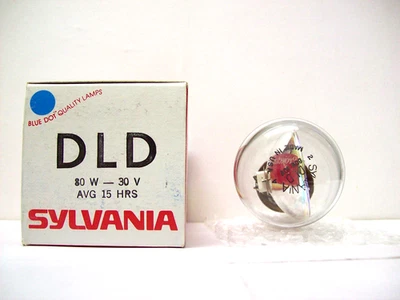 BLUE DOT QUALITY LAMPS
DLD
80 W — 30 V
AVG 15 HRS
SYLVANIA